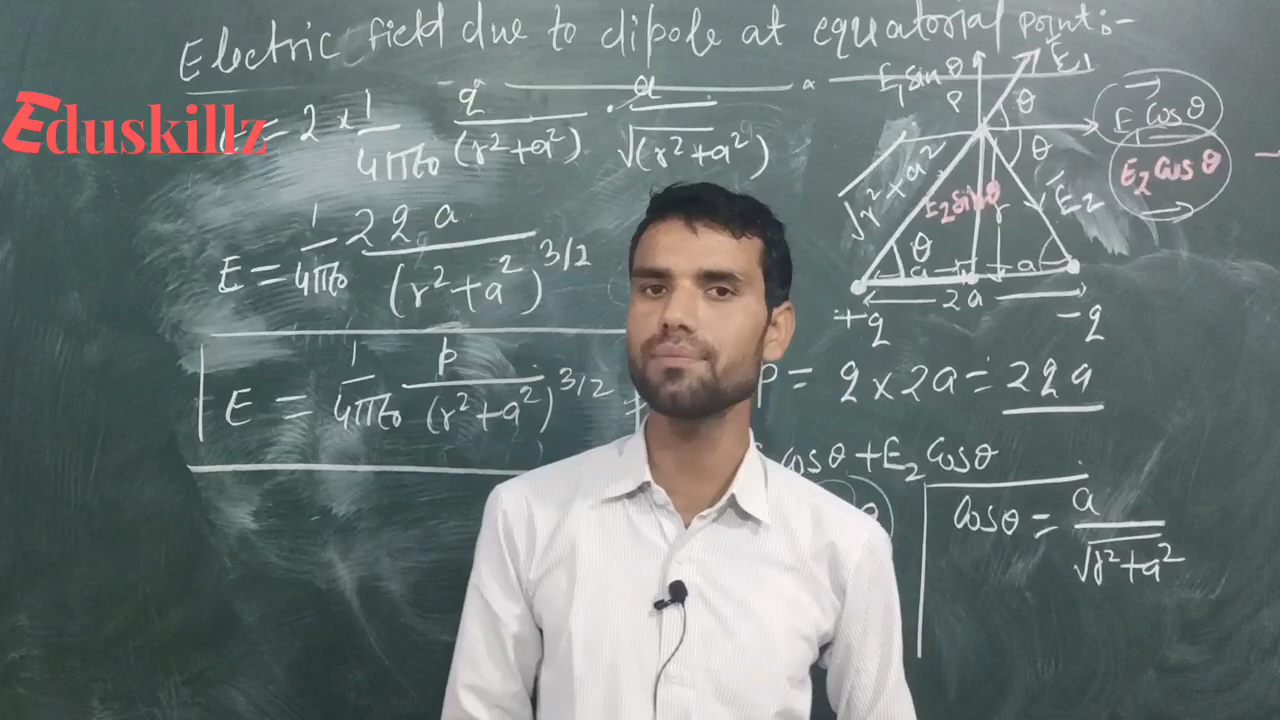 Electric field due to dipole at equatorial point:-
Eduskillz
= 2 × 1/4πε0 q/(r²+a²) · a/√(r²+a²)
E = 1/4πε0 2qa/(r²+a²)^3/2
E = 1/4πε0 p/(r²+a²)^3/2
E1 sinθ
E1
P
θ
θ
E cosθ
E2 cosθ
√r²+a²
E2 sinθ
r
E2
θ
a
a
2a
+q
-q
p = q×2a = 2qa
cosθ + E2 cosθ
cosθ = a/√r²+a²